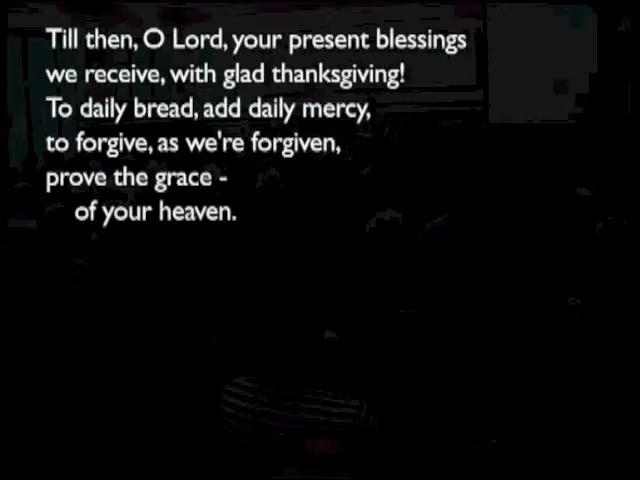 Till then, O Lord, your present blessings
we receive, with glad thanksgiving!
To daily bread, add daily mercy,
to forgive, as we're forgiven,
prove the grace -
of your heaven.